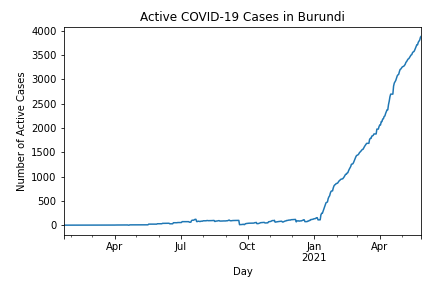 Active COVID-19 Cases in Burundi
4000
3500
3000
2500
2000
1500
1000
500
0
Number of Active Cases
Apr
Jul
Oct
Jan
2021
Apr
Day